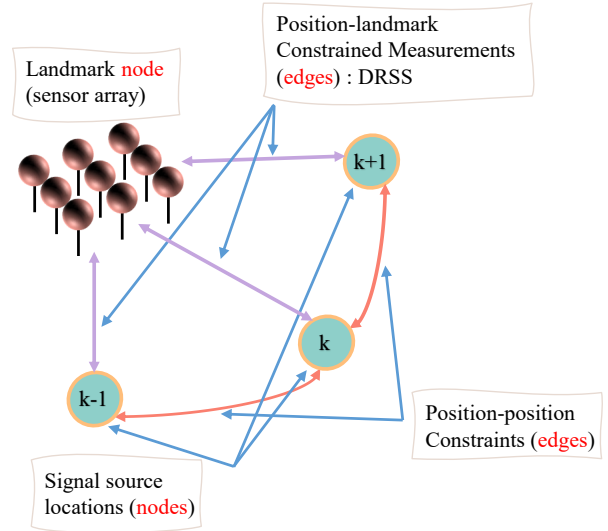 Position-landmark
Constrained Measurements
(edges) : DRSS
Landmark node
(sensor array)
k+1
k
k-1
Position-position
Constraints (edges)
Signal source
locations (nodes)